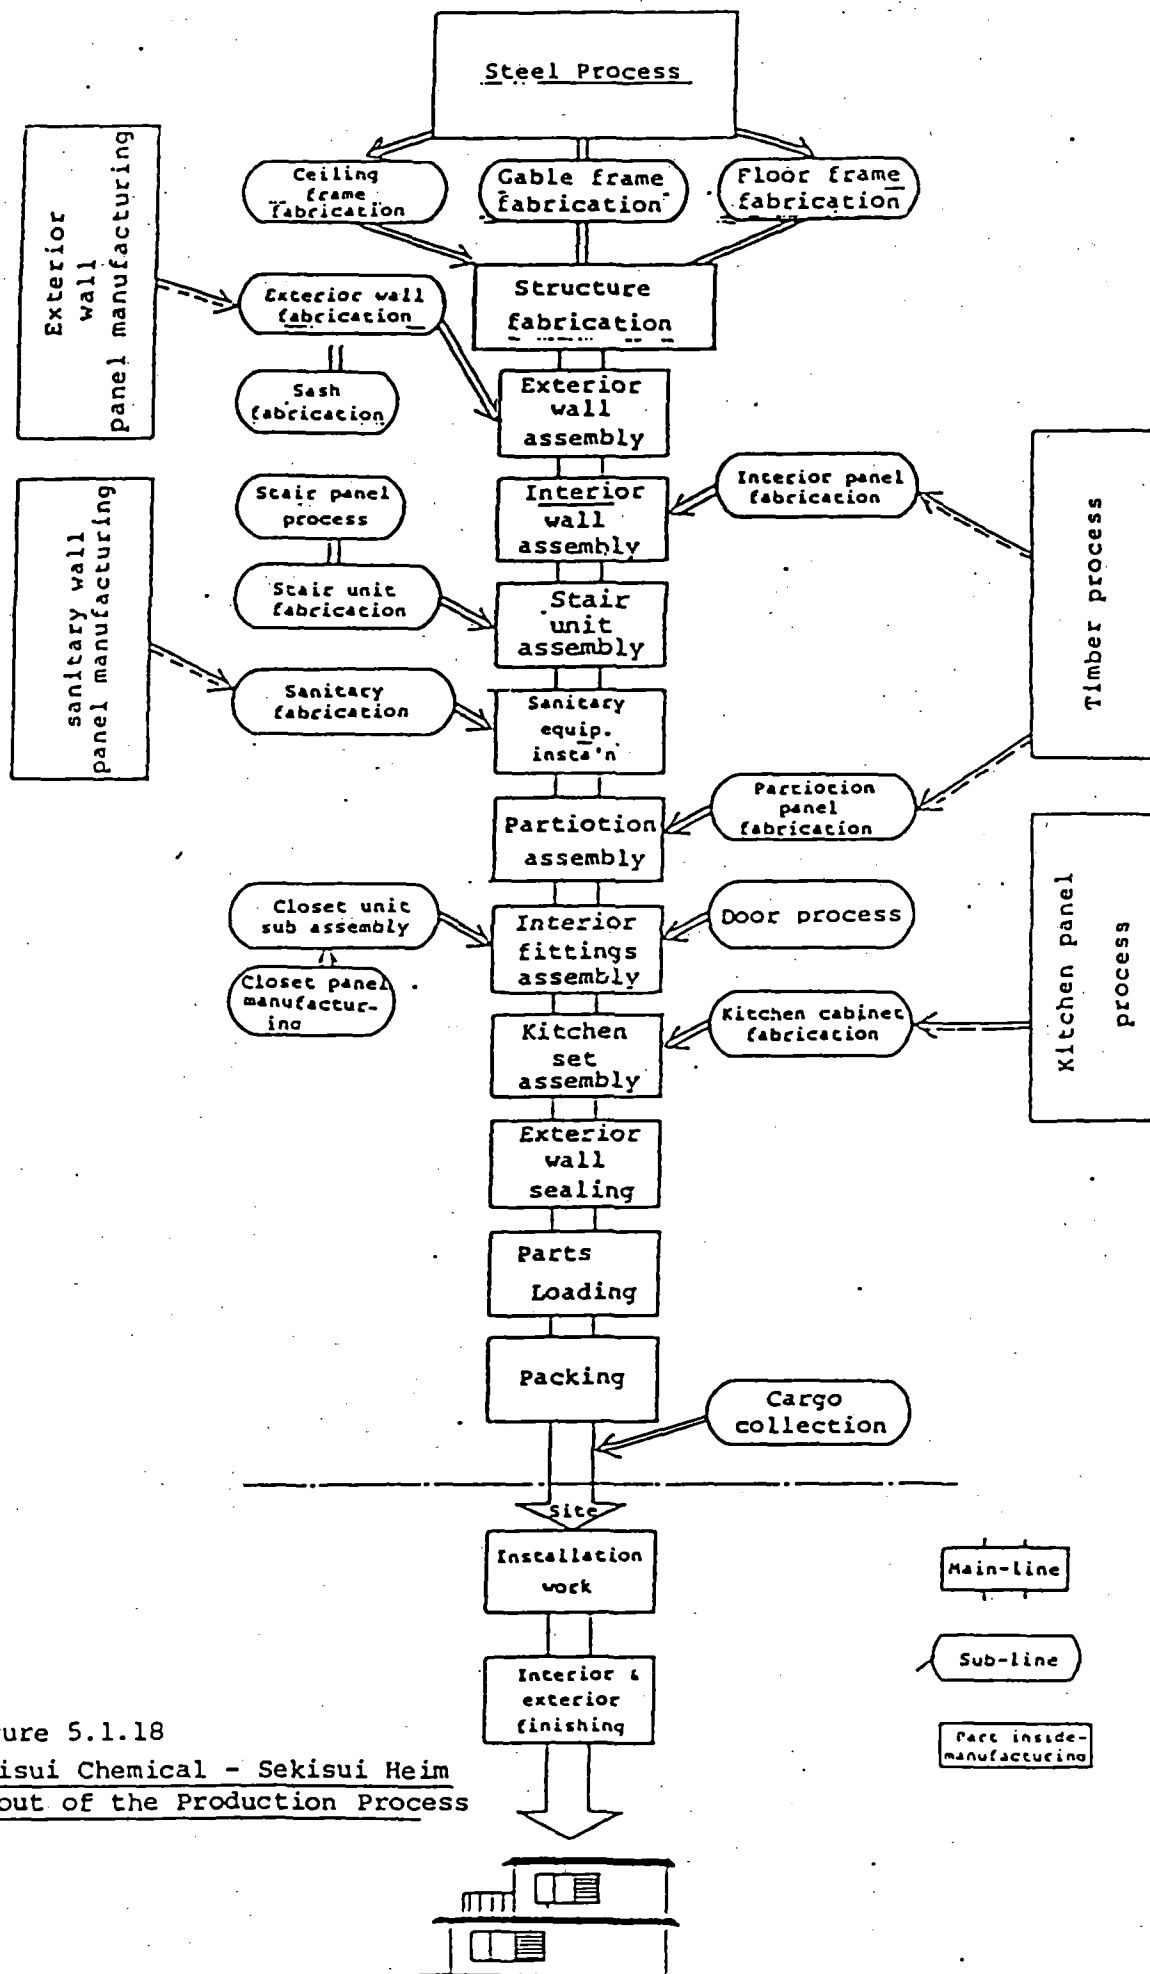 Steel Process
Ceiling
frame
fabrication
Gable frame
fabrication
Floor frame
fabrication
Exterior
wall
panel manufacturing
Exterior wall
fabrication
Structure
fabrication
Sash
fabrication
Exterior
wall
assembly
Interior panel
fabrication
Interior
wall
assembly
Stair panel
process
Timber process
sanitary wall
panel manufacturing
Stair unit
fabrication
Stair
unit
assembly
Sanitary
fabrication
Sanitary
equip.
insta'n
Partiotion
panel
fabrication
Partiotion
assembly
Closet unit
sub assembly
Interior
fittings
assembly
Door process
Kitchen panel
process
Closet panel
manufactur-
ing
Kitchen cabinet
fabrication
Kitchen
set
assembly
Exterior
wall
sealing
Parts
Loading
Packing
Cargo
collection
Site
Installation
work
Main-line
Sub-line
Interior &
exterior
finishing
Part inside-
manufacturing
ure 5.1.18
isui Chemical - Sekisui Heim
out of the Production Process